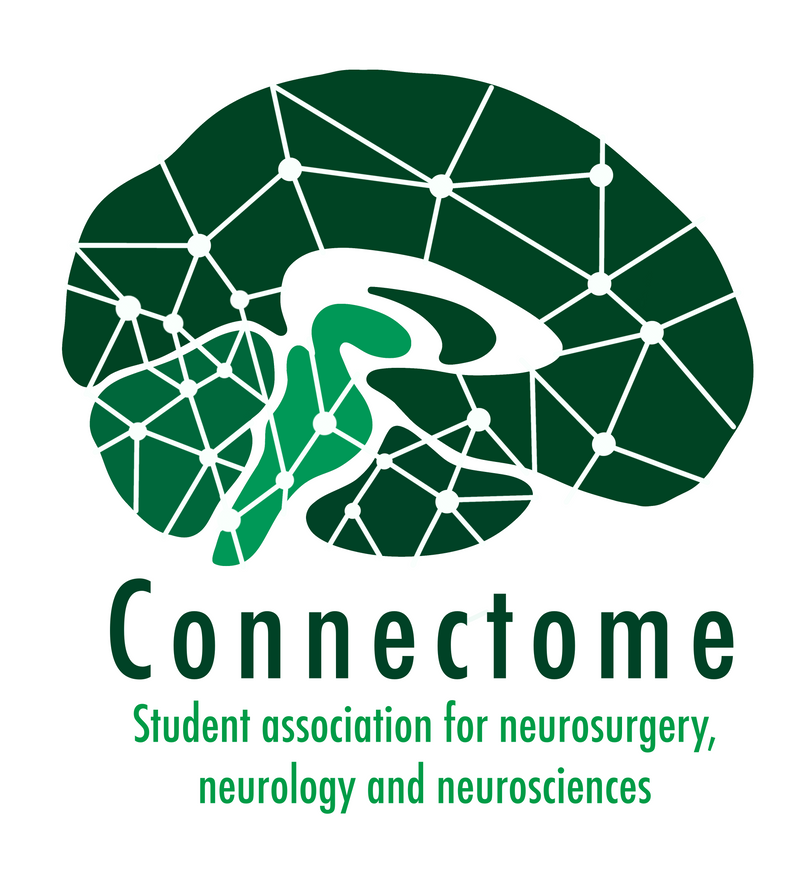 Connectome
Student association for neurosurgery,
neurology and neurosciences